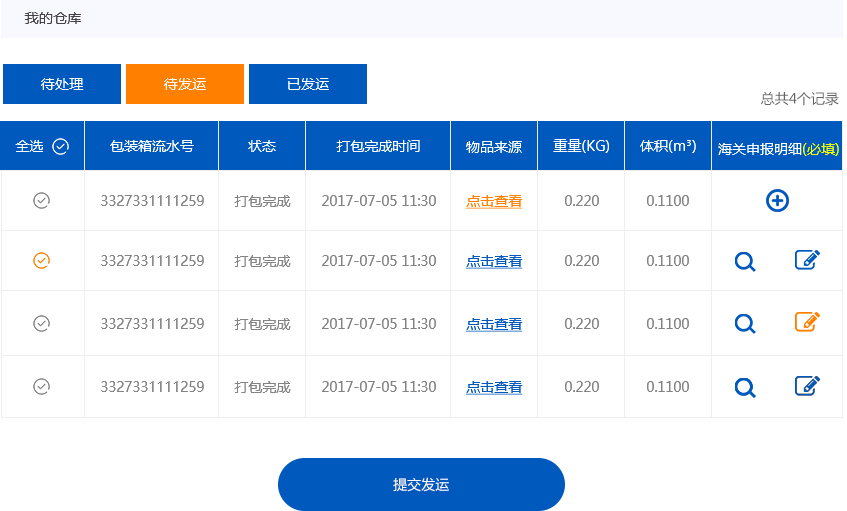 我的仓库
待处理 待发运 已发运
总共4个记录
全选 包装箱流水号 状态 打包完成时间 物品来源 重量(KG) 体积(m³) 海关申报明细(必填)
3327331111259 打包完成 2017-07-05 11:30 点击查看 0.220 0.1100
3327331111259 打包完成 2017-07-05 11:30 点击查看 0.220 0.1100
3327331111259 打包完成 2017-07-05 11:30 点击查看 0.220 0.1100
3327331111259 打包完成 2017-07-05 11:30 点击查看 0.220 0.1100
提交发运